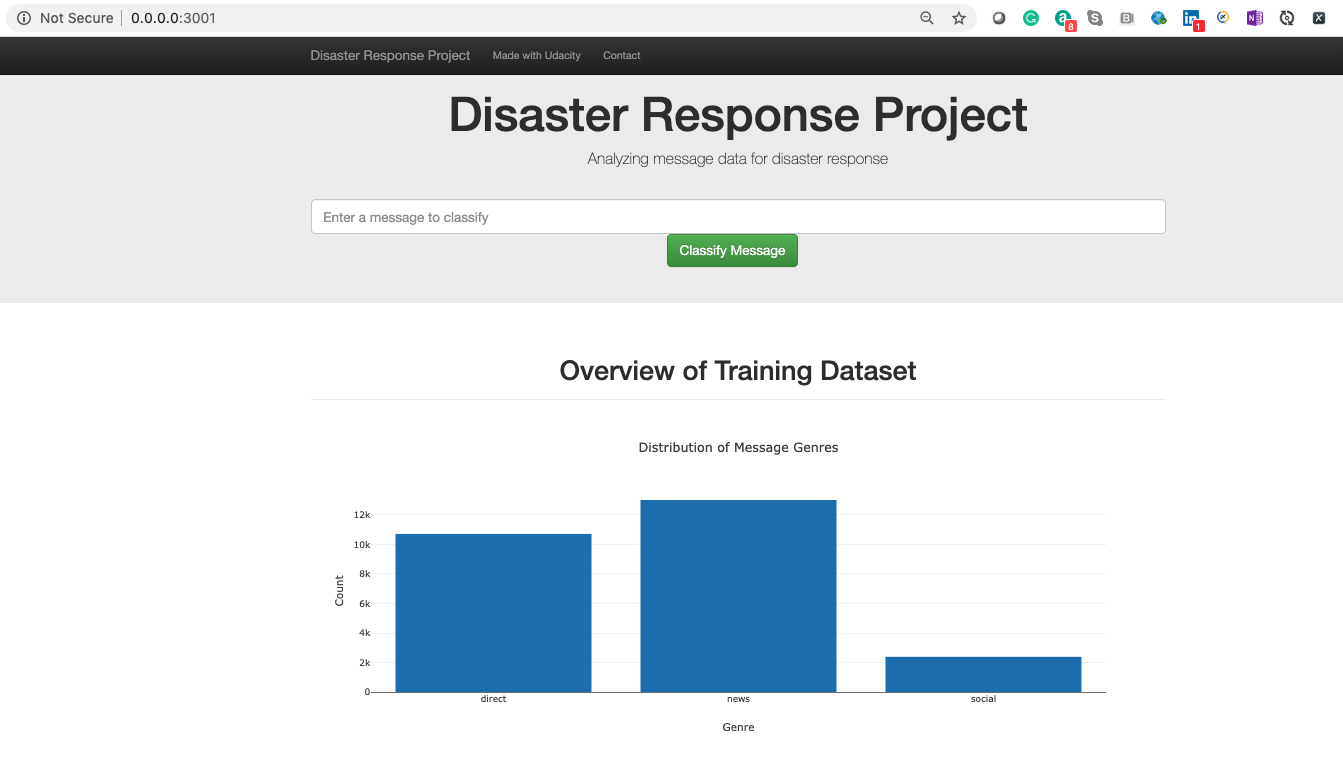 Not Secure 0.0.0.0:3001
8
1
Disaster Response Project Made with Udacity Contact
Disaster Response Project
Analyzing message data for disaster response
Enter a message to classify
Classify Message
Overview of Training Dataset
Distribution of Message Genres
12k
10k
8k
6k
4k
2k
0
Count
direct news social
Genre